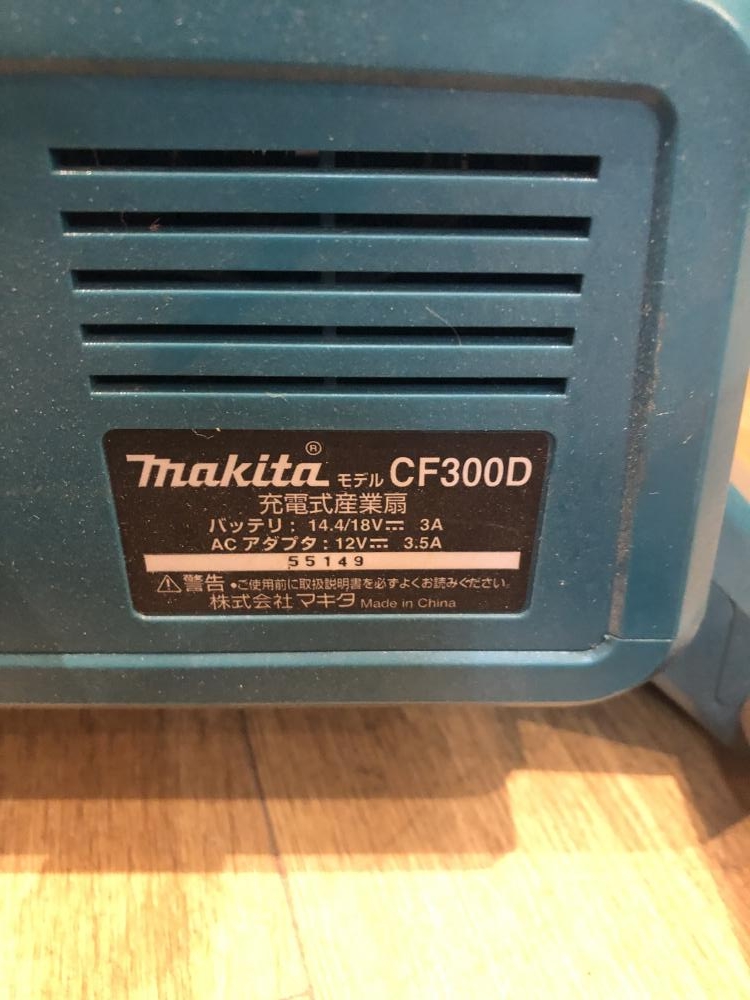 makita® モデル CF300D
充電式産業扇
バッテリ: 14.4/18V⎓ 3A
AC アダプタ: 12V⎓ 3.5A
55149
⚠警告 •ご使用前に取扱説明書を必ずよくお読みください。
株式会社マキタ Made in China